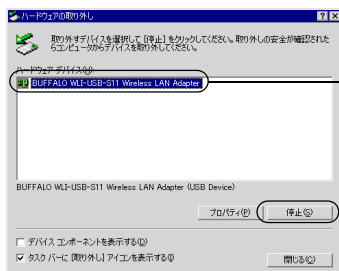 ハードウェアの取り外し
取り外すデバイスを選択して [停止] をクリックしてください。取り外しの安全が確認された
らコンピュータからデバイスを取り外してください。
ハードウェア デバイス(H):
BUFFALO WLI-USB-S11 Wireless LAN Adapter
BUFFALO WLI-USB-S11 Wireless LAN Adapter (USB Device)
プロパティ(P)
停止(S)
デバイス コンポーネントを表示する(D)
タスク バーに [取り外し] アイコンを表示する(I)
閉じる(C)